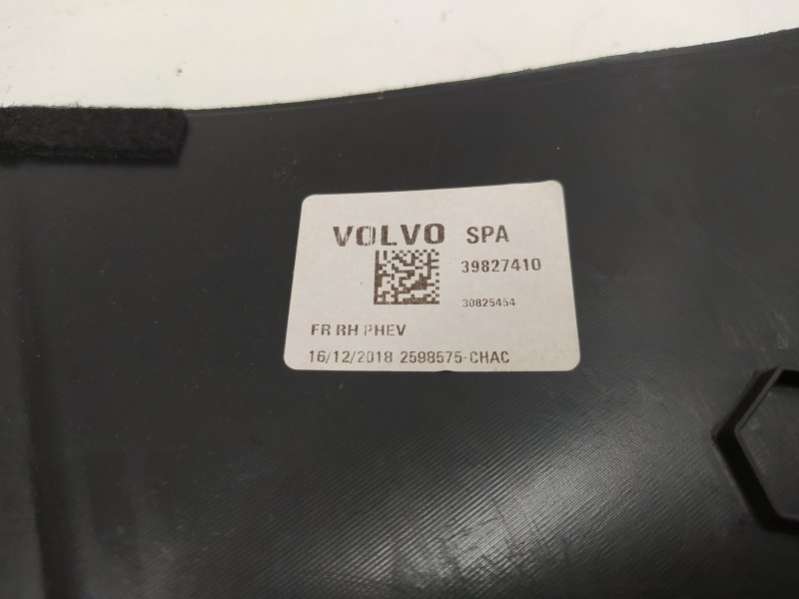 VOLVO SPA
39827410
30825454
FR RH PHEV
16/12/2018 2598575-CHAC